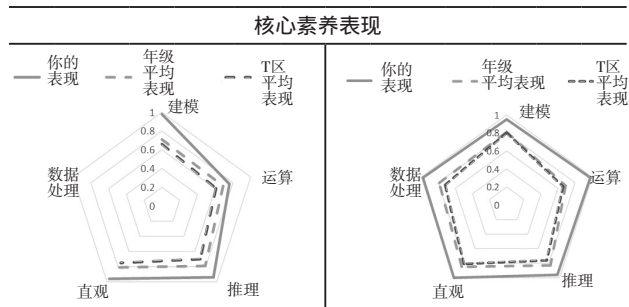 核心素养表现
你的
表现
年级
平均
表现
T区
平均
表现
建模
1
0.8
0.6
0.4
0.2
0
数据
处理
运算
直观
推理
你的
表现
年级
平均表现
T区
平均
表现
建模
1
0.8
0.6
0.4
0.2
0
数据
处理
运算
直观
推理